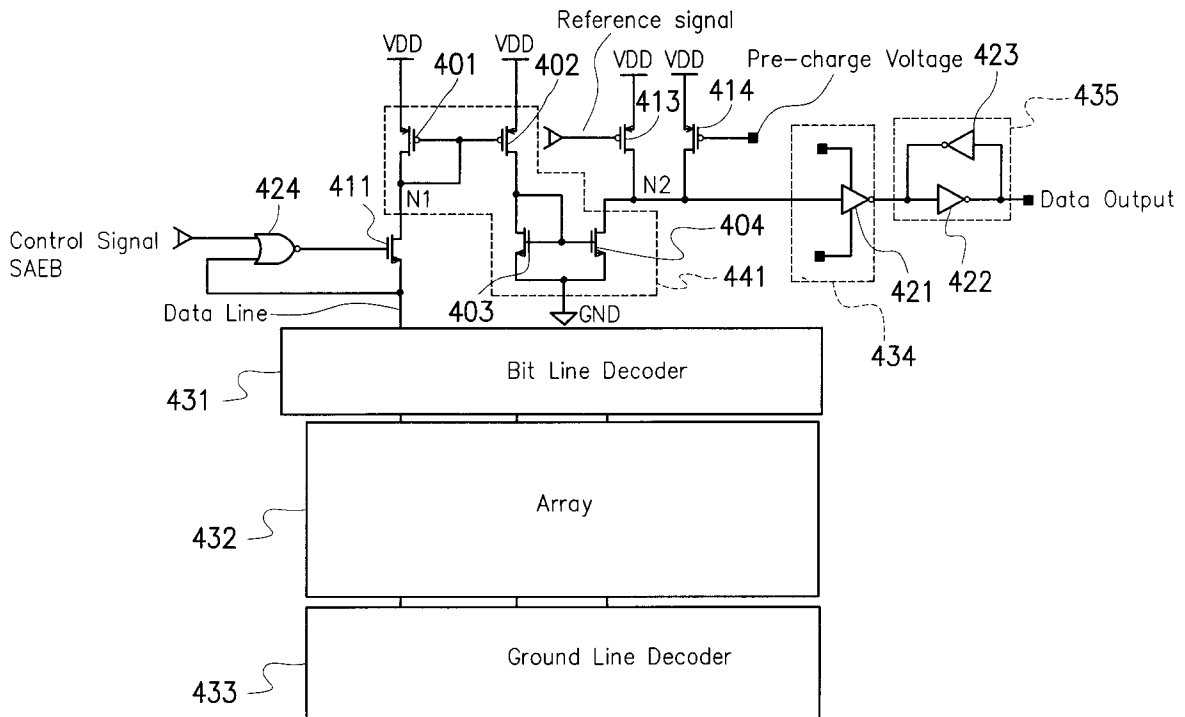 Reference signal
VDD
VDD
VDD
VDD
Pre-charge Voltage
423
401
402
413
414
435
424
411
N1
N2
Data Output
Control Signal
SAEB
404
403
441
421
422
Data Line
GND
434
Bit Line Decoder
431
Array
432
Ground Line Decoder
433